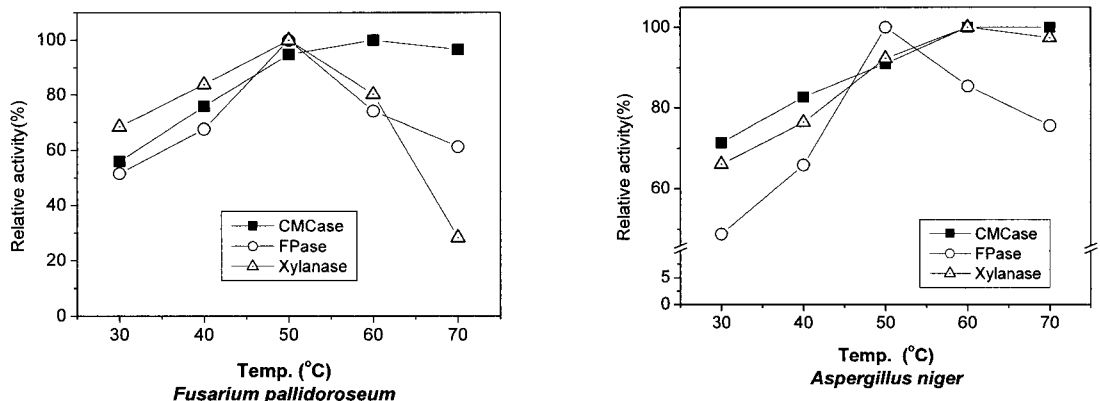 100
80
60
40
20
0
Relative activity(%)
CMCase
FPase
Xylanase
30 40 50 60 70
Temp. (°C)
Fusarium pallidoroseum
100
80
60
5
0
Relative activity(%)
CMCase
FPase
Xylanase
30 40 50 60 70
Temp. (°C)
Aspergillus niger